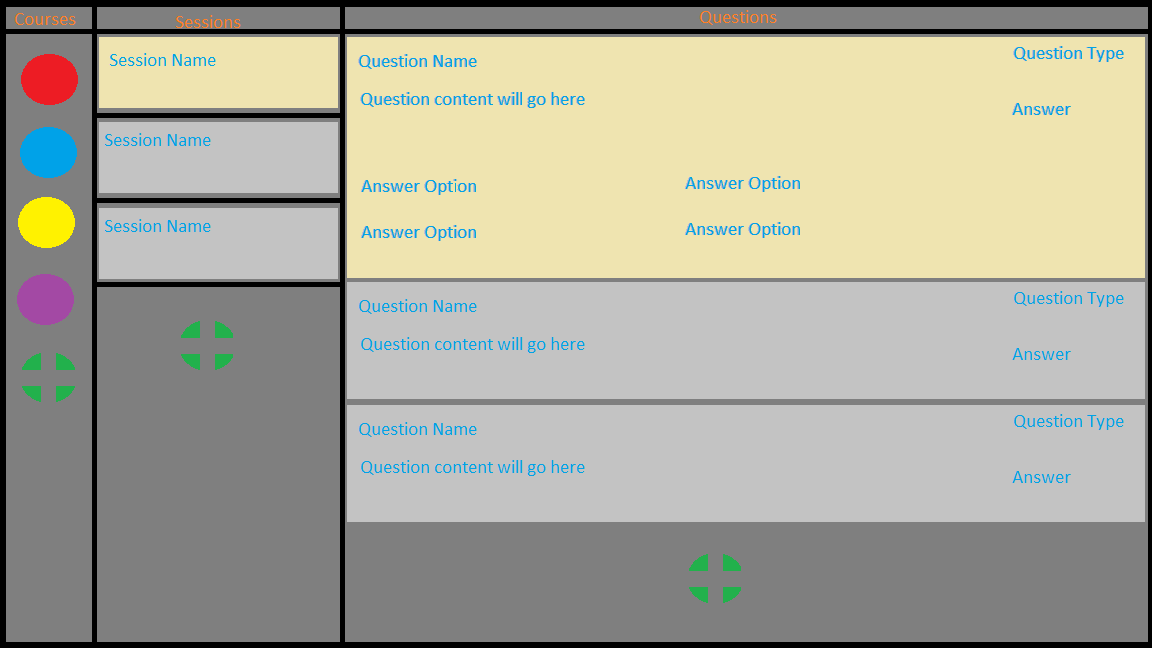 Courses
Sessions
Questions
Session Name
Session Name
Session Name
Question Name
Question Type
Question content will go here
Answer
Answer Option
Answer Option
Answer Option
Answer Option
Question Name
Question Type
Question content will go here
Answer
Question Name
Question Type
Question content will go here
Answer